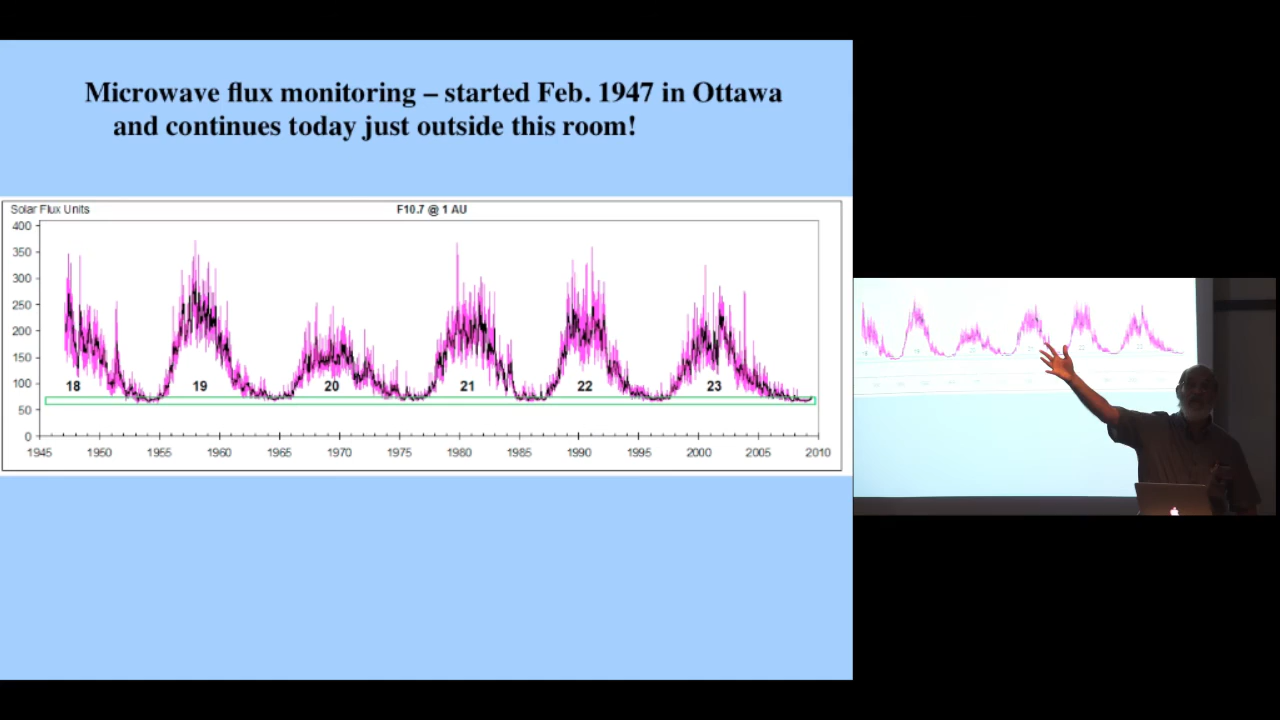 Microwave flux monitoring – started Feb. 1947 in Ottawa
and continues today just outside this room!
Solar Flux Units
F10.7 @ 1 AU
400
350
300
250
200
150
100
50
0
18 19 20 21 22 23
1945 1950 1955 1960 1965 1970 1975 1980 1985 1990 1995 2000 2005 2010